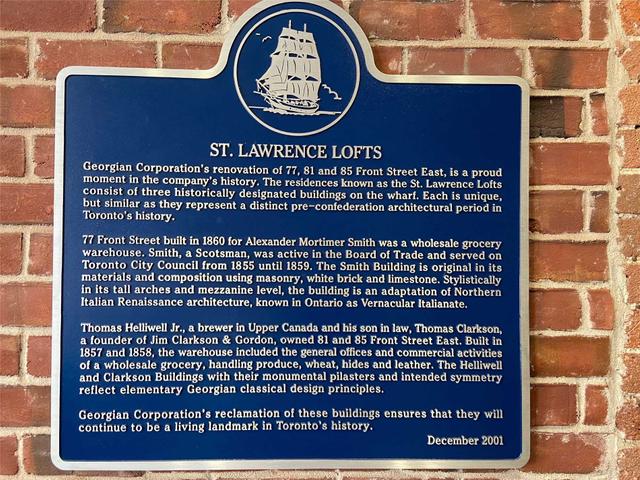 ST. LAWRENCE LOFTS
Georgian Corporation's renovation of 77, 81 and 85 Front Street East, is a proud
moment in the company's history. The residences known as the St. Lawrence Lofts
consist of three historically designated buildings on the wharf. Each is unique,
but similar as they represent a distinct pre-confederation architectural period in
Toronto's history.
77 Front Street built in 1860 for Alexander Mortimer Smith was a wholesale grocery
warehouse. Smith, a Scotsman, was active in the Board of Trade and served on
Toronto City Council from 1855 until 1859. The Smith Building is original in its
materials and composition using masonry, white brick and limestone. Stylistically
in its tall arches and mezzanine level, the building is an adaptation of Northern
Italian Renaissance architecture, known in Ontario as Vernacular Italianate.
Thomas Helliwell Jr., a brewer in Upper Canada and his son in law, Thomas Clarkson,
a founder of Jim Clarkson & Gordon, owned 81 and 85 Front Street East. Built in
1857 and 1858, the warehouse included the general offices and commercial activities
of a wholesale grocery, handling produce, wheat, hides and leather. The Helliwell
and Clarkson Buildings with their monumental pilasters and intended symmetry
reflect elementary Georgian classical design principles.
Georgian Corporation's reclamation of these buildings ensures that they will
continue to be a living landmark in Toronto's history.
December 2001